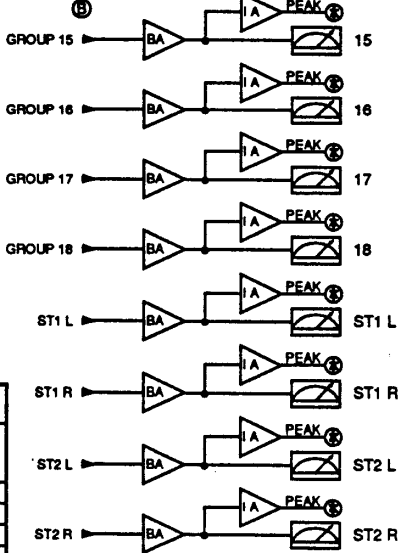 B
PEAK
GROUP 15 BA IA 15
PEAK
GROUP 16 BA IA 16
PEAK
GROUP 17 BA IA 17
PEAK
GROUP 18 BA IA 18
PEAK
ST1 L BA IA ST1 L
PEAK
ST1 R BA IA ST1 R
PEAK
ST2 L BA IA ST2 L
PEAK
ST2 R BA IA ST2 R